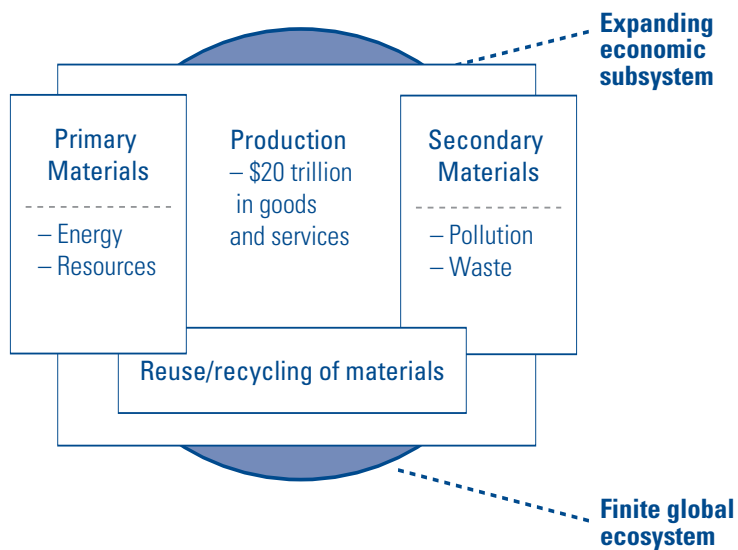 Expanding
economic
subsystem
Primary
Materials
– Energy
– Resources
Production
– $20 trillion
in goods
and services
Secondary
Materials
– Pollution
– Waste
Reuse/recycling of materials
Finite global
ecosystem